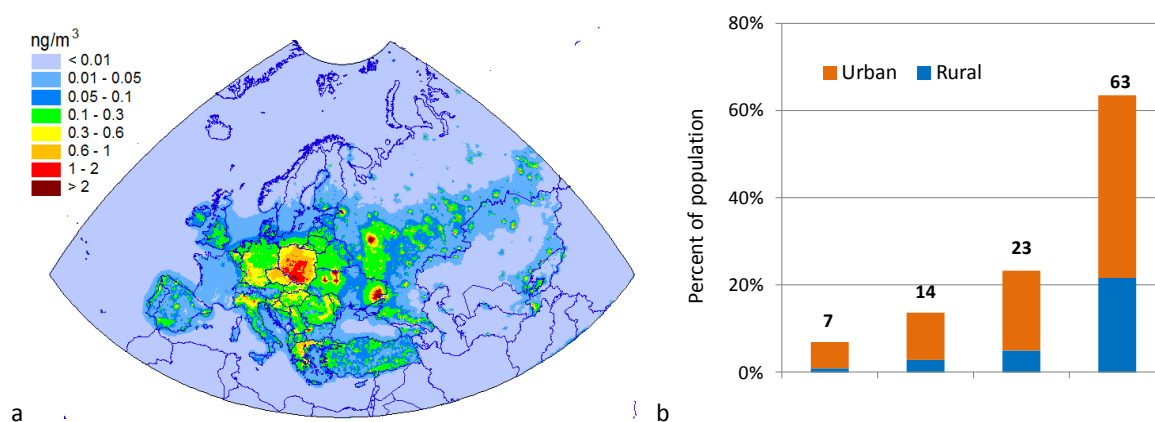 ng/m³
< 0.01
0.01 - 0.05
0.05 - 0.1
0.1 - 0.3
0.3 - 0.6
0.6 - 1
1 - 2
> 2
a
Percent of population
80%
60%
40%
20%
0%
Urban Rural
7
14
23
63
b